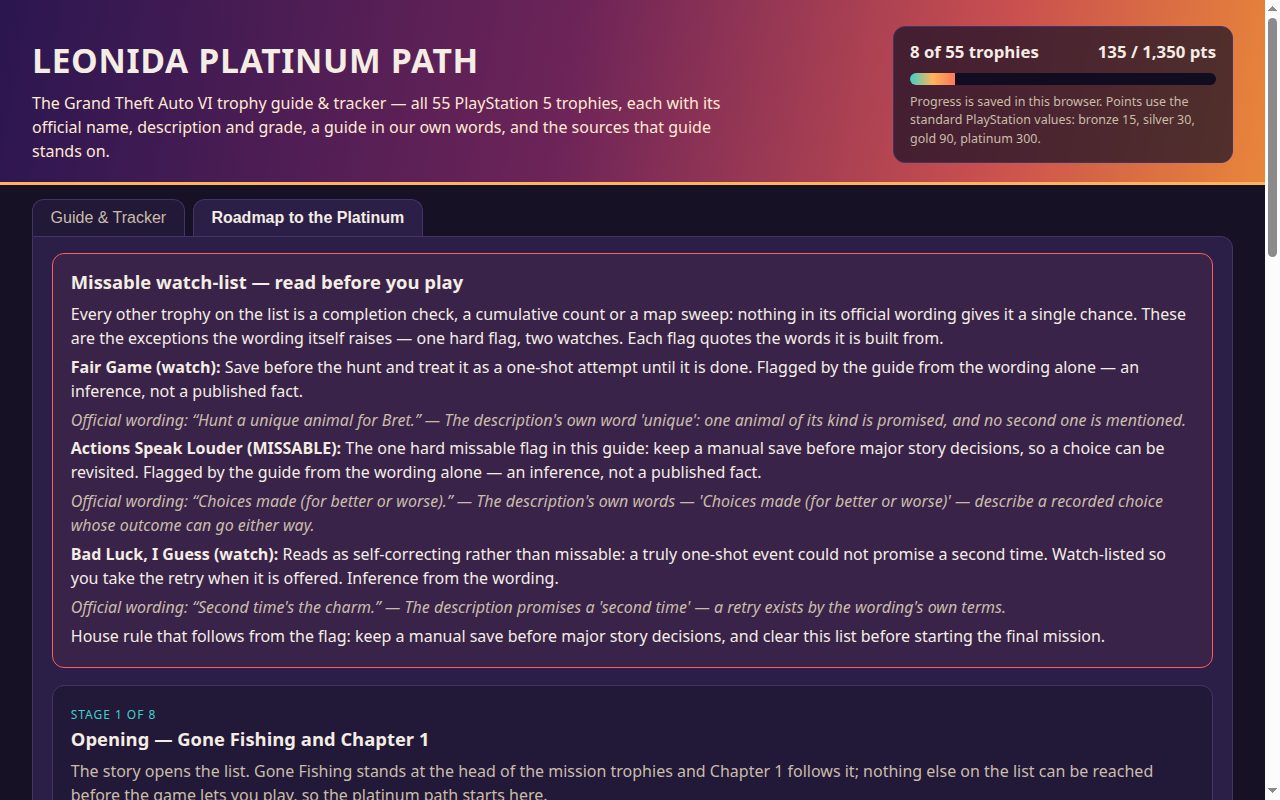 LEONIDA PLATINUM PATH
The Grand Theft Auto VI trophy guide & tracker — all 55 PlayStation 5 trophies, each with its
official name, description and grade, a guide in our own words, and the sources that guide
stands on.
8 of 55 trophies 135 / 1,350 pts
Progress is saved in this browser. Points use the
standard PlayStation values: bronze 15, silver 30,
gold 90, platinum 300.
Guide & Tracker Roadmap to the Platinum
Missable watch-list — read before you play
Every other trophy on the list is a completion check, a cumulative count or a map sweep: nothing in its official wording gives it a single chance. These
are the exceptions the wording itself raises — one hard flag, two watches. Each flag quotes the words it is built from.
Fair Game (watch): Save before the hunt and treat it as a one-shot attempt until it is done. Flagged by the guide from the wording alone — an
inference, not a published fact.
Official wording: “Hunt a unique animal for Bret.” — The description's own word 'unique': one animal of its kind is promised, and no second one is mentioned.
Actions Speak Louder (MISSABLE): The one hard missable flag in this guide: keep a manual save before major story decisions, so a choice can be
revisited. Flagged by the guide from the wording alone — an inference, not a published fact.
Official wording: “Choices made (for better or worse).” — The description's own words — 'Choices made (for better or worse)' — describe a recorded choice
whose outcome can go either way.
Bad Luck, I Guess (watch): Reads as self-correcting rather than missable: a truly one-shot event could not promise a second time. Watch-listed so
you take the retry when it is offered. Inference from the wording.
Official wording: “Second time's the charm.” — The description promises a 'second time' — a retry exists by the wording's own terms.
House rule that follows from the flag: keep a manual save before major story decisions, and clear this list before starting the final mission.
STAGE 1 OF 8
Opening — Gone Fishing and Chapter 1
The story opens the list. Gone Fishing stands at the head of the mission trophies and Chapter 1 follows it; nothing else on the list can be reached
before the game lets you play, so the platinum path starts here.